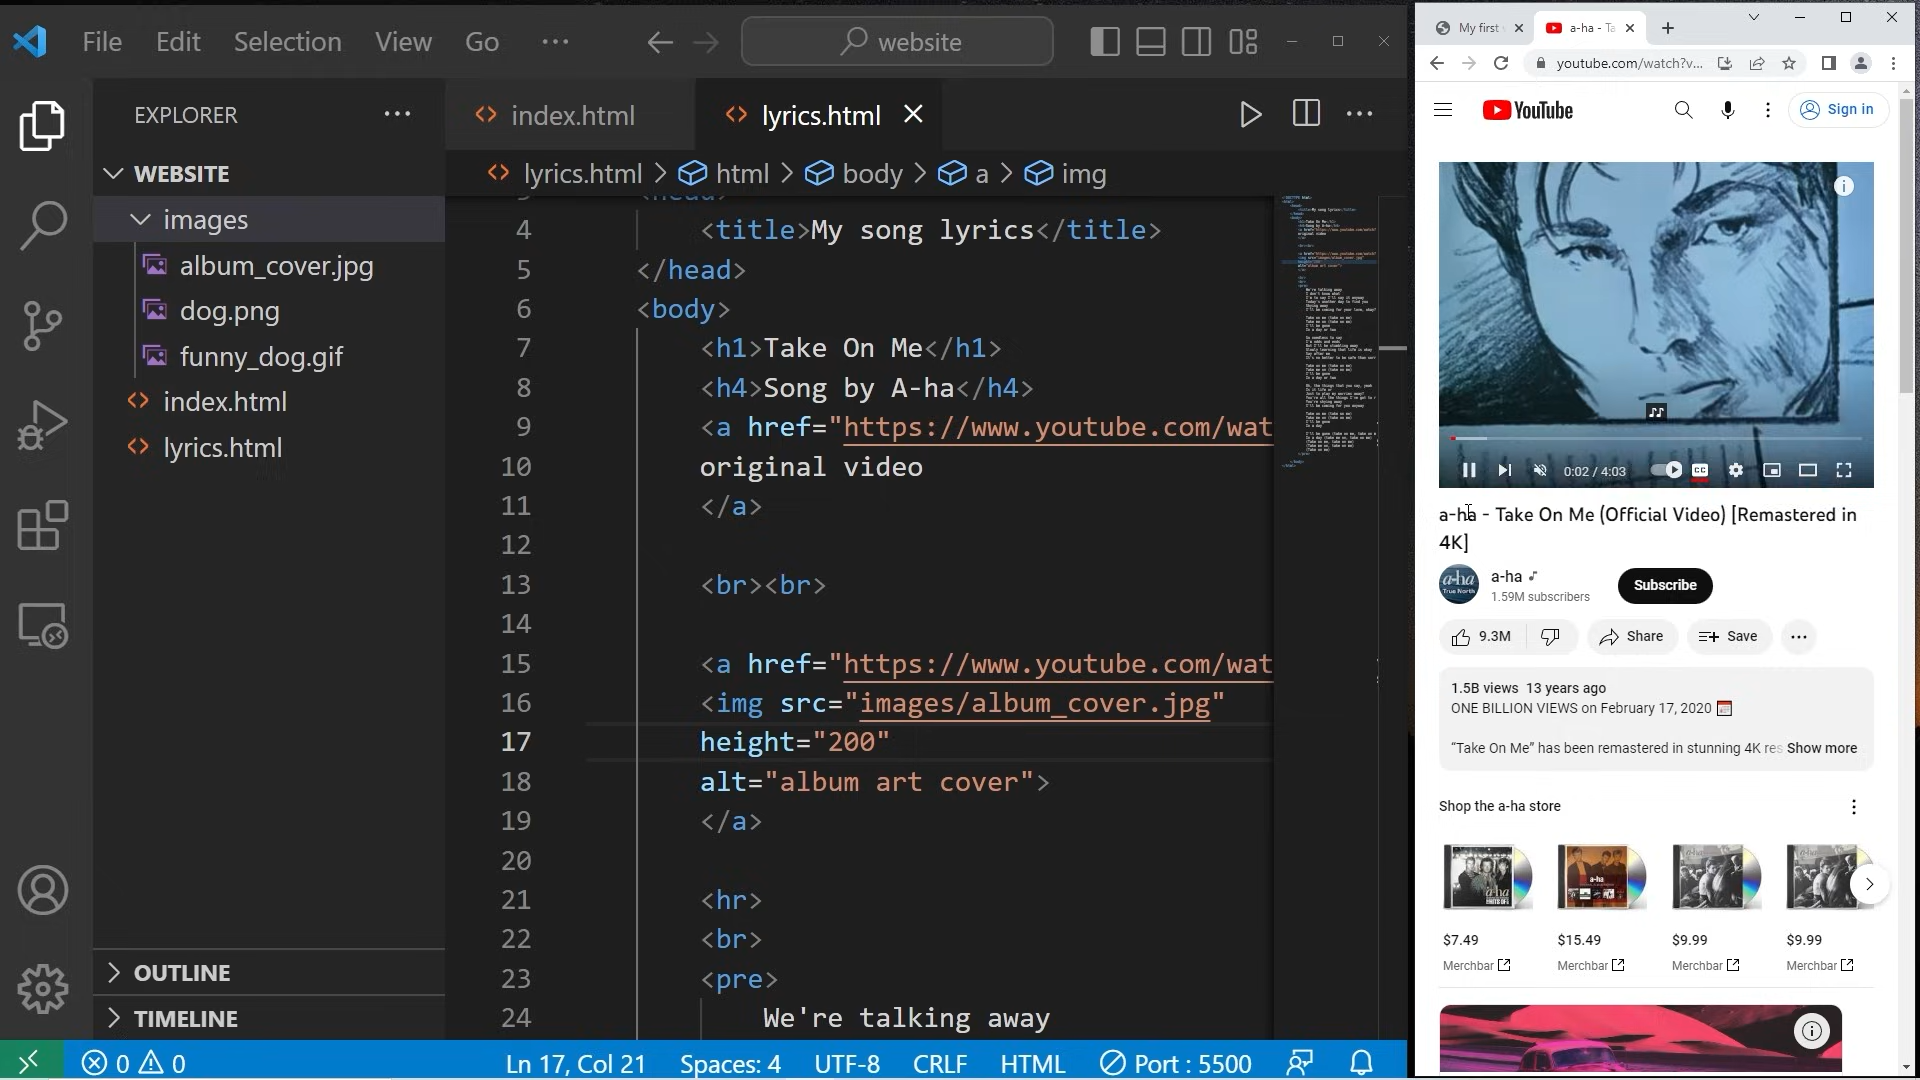 File Edit Selection View Go ··· website
EXPLORER ···
WEBSITE
images
album_cover.jpg
dog.png
funny_dog.gif
index.html
lyrics.html
OUTLINE
TIMELINE
index.html lyrics.html
lyrics.html > html > body > a > img
4 <title>My song lyrics</title>
5 </head>
6 <body>
7 <h1>Take On Me</h1>
8 <h4>Song by A-ha</h4>
9 <a href="https://www.youtube.com/wat
10 original video
11 </a>
12
13 <br><br>
14
15 <a href="https://www.youtube.com/wat
16 <img src="images/album_cover.jpg"
17 height="200"
18 alt="album art cover">
19 </a>
20
21 <hr>
22 <br>
23 <pre>
24 We're talking away
0 0 Ln 17, Col 21 Spaces: 4 UTF-8 CRLF HTML Port : 5500
My first a-ha - Ta
youtube.com/watch?v...
YouTube Sign in
0:02 / 4:03 CC
a-ha - Take On Me (Official Video) [Remastered in
4K]
a-ha
1.59M subscribers
Subscribe
9.3M Share Save
1.5B views 13 years ago
ONE BILLION VIEWS on February 17, 2020
“Take On Me” has been remastered in stunning 4K res Show more
Shop the a-ha store
$7.49 $15.49 $9.99 $9.99
Merchbar Merchbar Merchbar Merchbar